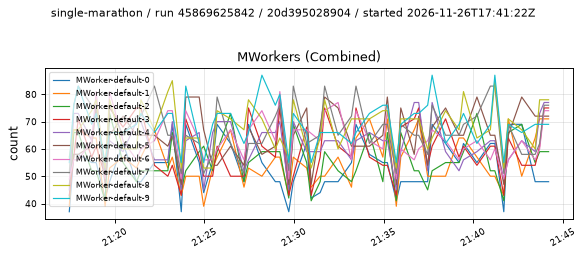 single-marathon / run 45869625842 / 20d395028904 / started 2026-11-26T17:41:22Z
MWorkers (Combined)
count
80
70
60
50
40
MWorker-default-0
MWorker-default-1
MWorker-default-2
MWorker-default-3
MWorker-default-4
MWorker-default-5
MWorker-default-6
MWorker-default-7
MWorker-default-8
MWorker-default-9
21:20
21:25
21:30
21:35
21:40
21:45